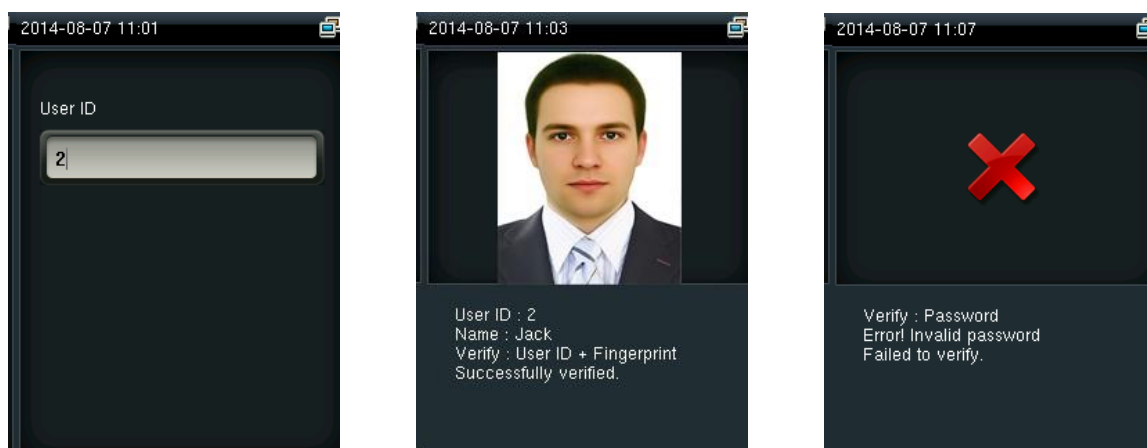 2014-08-07 11:01
User ID
2
2014-08-07 11:03
User ID : 2
Name : Jack
Verify : User ID + Fingerprint
Successfully verified.
2014-08-07 11:07
Verify : Password
Error! Invalid password
Failed to verify.